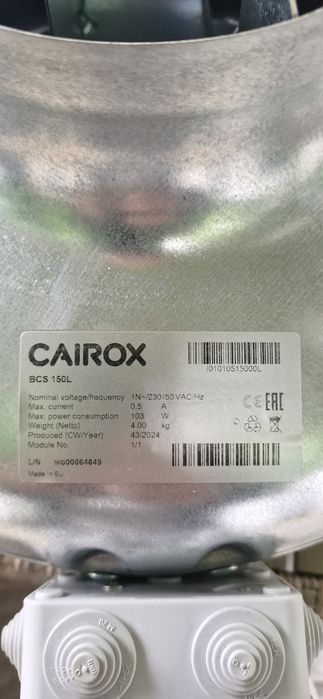 CAIROX
I01010515000L
BCS 150L
Nominal voltage/frequency 1N~/230/50 VAC/Hz
Max. current 0.5 A
Max. power consumption 103 W
Weight (Netto) 4.00 kg
Produced (CW/Year) 43/2024
Module No. 1/1
CE EAC
L/N wo00864849
Made in EU